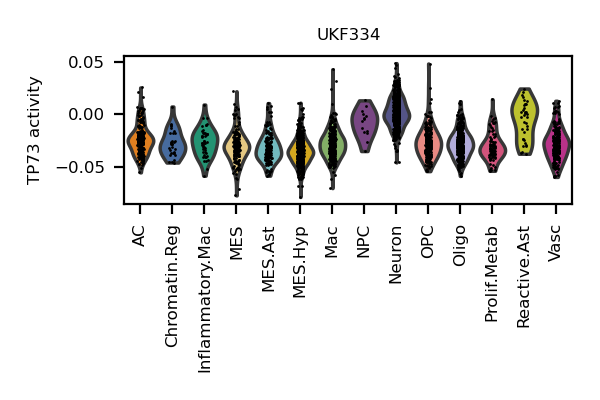 UKF334
TP73 activity
0.05
0.00
−0.05
AC
Chromatin.Reg
Inflammatory.Mac
MES
MES.Ast
MES.Hyp
Mac
NPC
Neuron
OPC
Oligo
Prolif.Metab
Reactive.Ast
Vasc